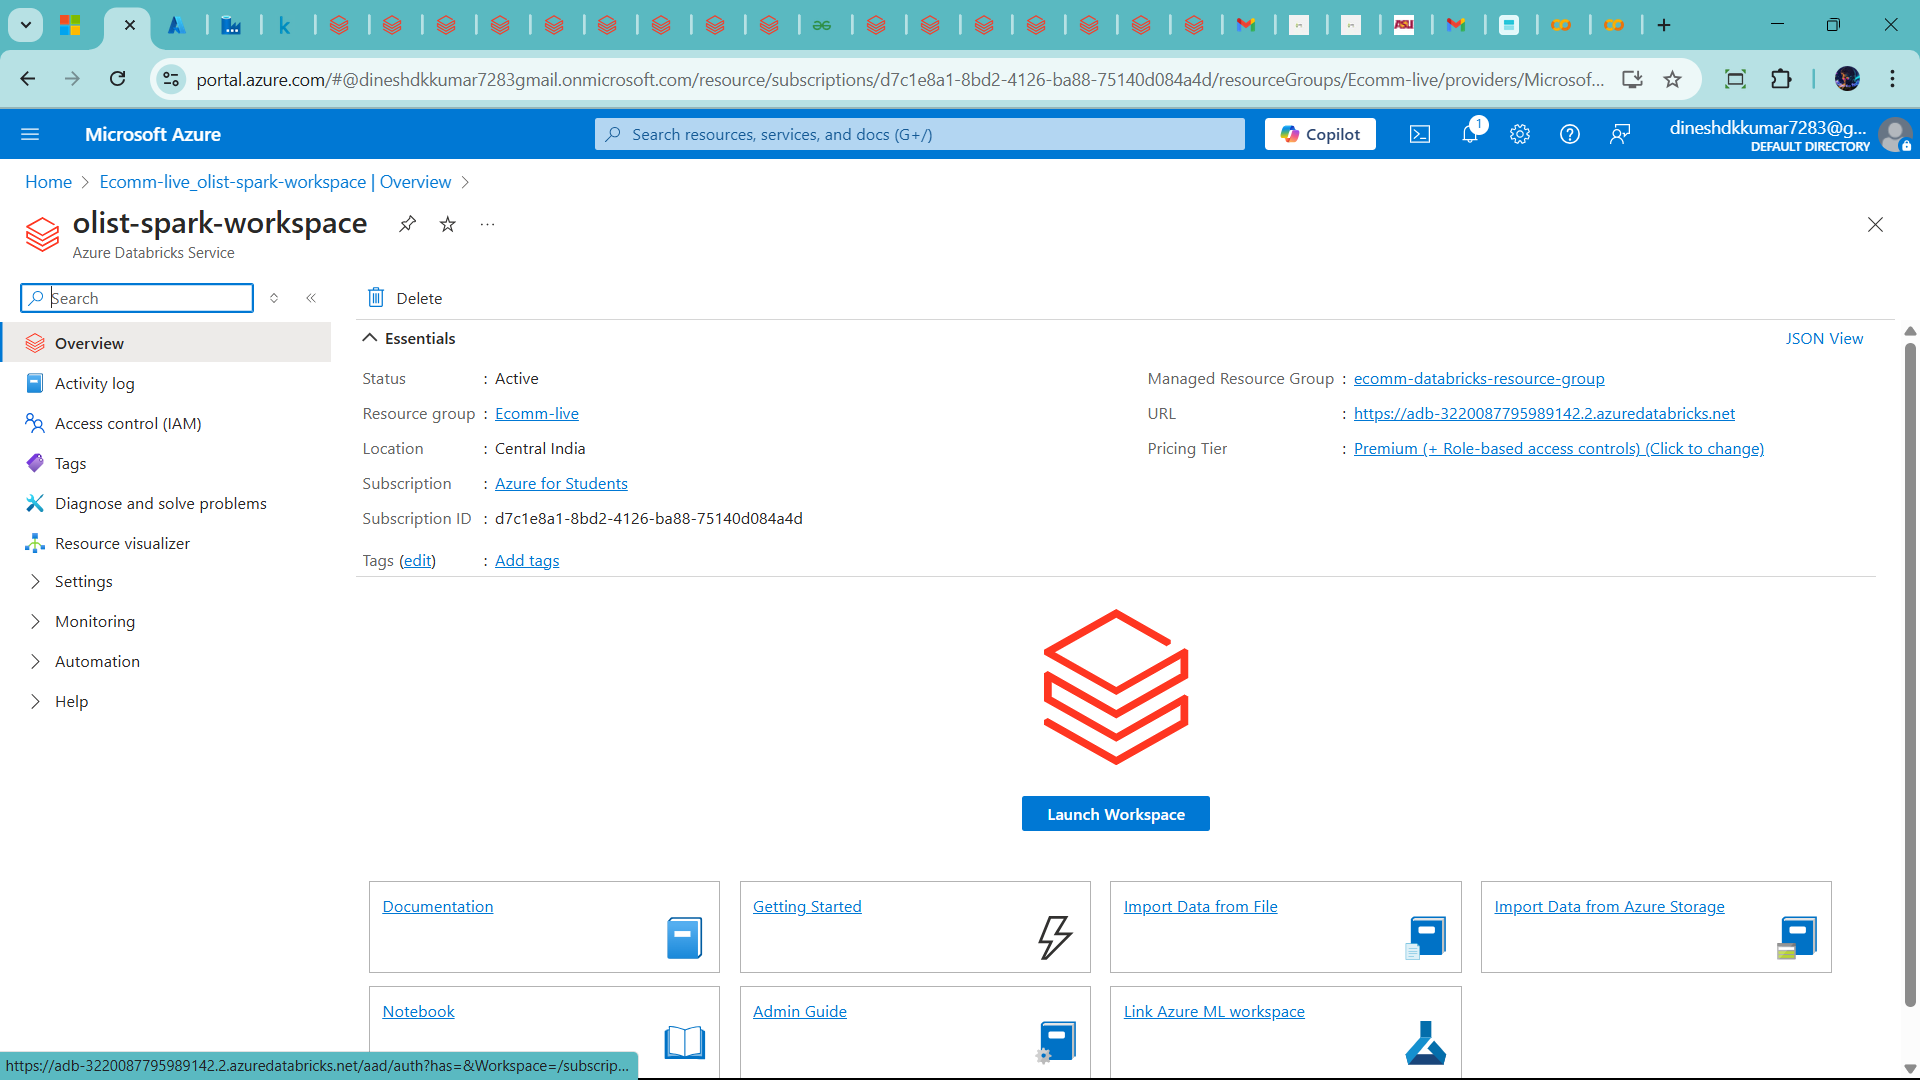 portal.azure.com/#@dineshdkkumar7283gmail.onmicrosoft.com/resource/subscriptions/d7c1e8a1-8bd2-4126-ba88-75140d084a4d/resourceGroups/Ecomm-live/providers/Microsof...
Microsoft Azure
Search resources, services, and docs (G+/)
Copilot
1
dineshdkkumar7283@g...
DEFAULT DIRECTORY
Home
Ecomm-live_olist-spark-workspace | Overview
olist-spark-workspace
Azure Databricks Service
Search
Overview
Activity log
Access control (IAM)
Tags
Diagnose and solve problems
Resource visualizer
Settings
Monitoring
Automation
Help
Delete
Essentials
JSON View
Status : Active
Resource group : Ecomm-live
Location : Central India
Subscription : Azure for Students
Subscription ID : d7c1e8a1-8bd2-4126-ba88-75140d084a4d
Tags (edit) : Add tags
Managed Resource Group : ecomm-databricks-resource-group
URL : https://adb-3220087795989142.2.azuredatabricks.net
Pricing Tier : Premium (+ Role-based access controls) (Click to change)
Launch Workspace
Documentation
Getting Started
Import Data from File
Import Data from Azure Storage
Notebook
Admin Guide
Link Azure ML workspace
https://adb-3220087795989142.2.azuredatabricks.net/aad/auth?has=&Workspace=/subscrip...